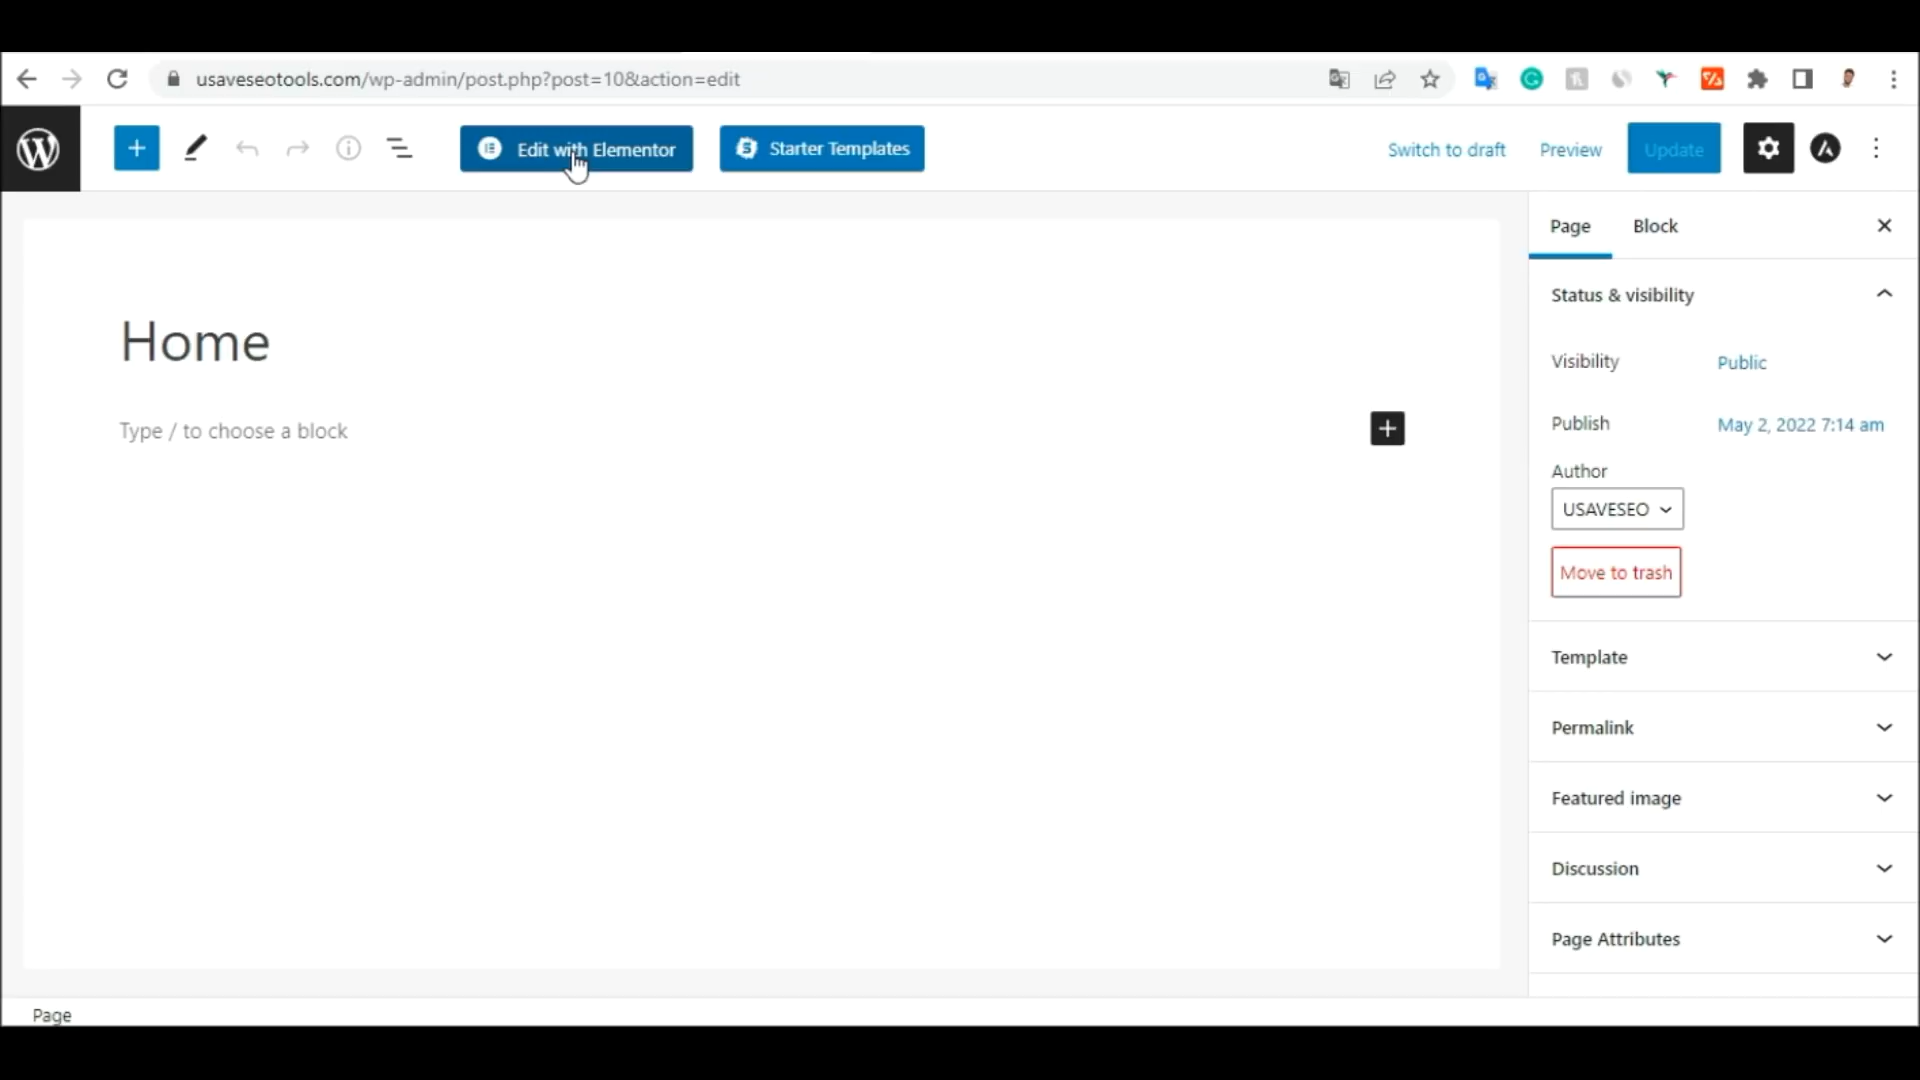 usaveseotools.com/wp-admin/post.php?post=10&action=edit
Edit with Elementor
Starter Templates
Switch to draft
Preview
Update
Page
Block
Status & visibility
Home
Visibility
Public
Type / to choose a block
Publish
May 2, 2022 7:14 am
Author
USAVESEO
Move to trash
Template
Permalink
Featured image
Discussion
Page Attributes
Page